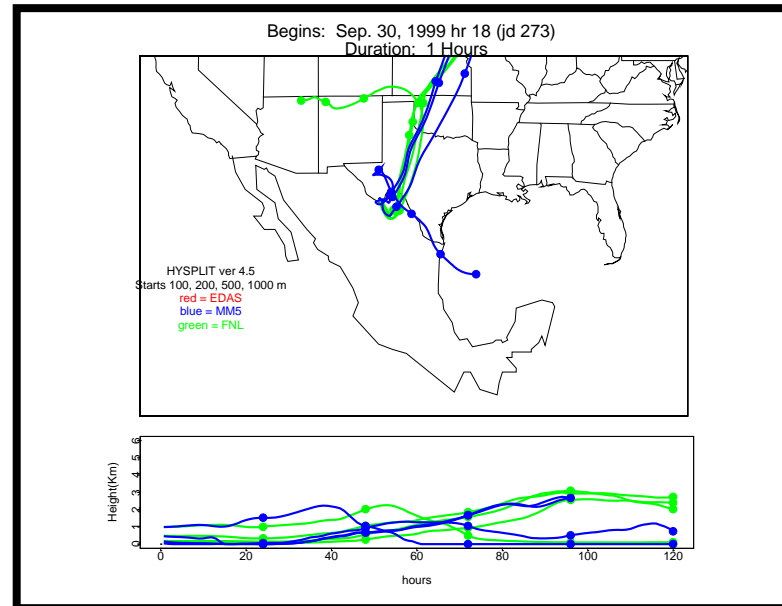 Begins:  Sep. 30, 1999 hr 18 (jd 273)
Duration:  1 Hours
HYSPLIT ver 4.5
Starts 100, 200, 500, 1000 m
red = EDAS
blue = MM5
green = FNL
Height(Km)
6
5
4
3
2
1
0
0 20 40 60 80 100 120
hours